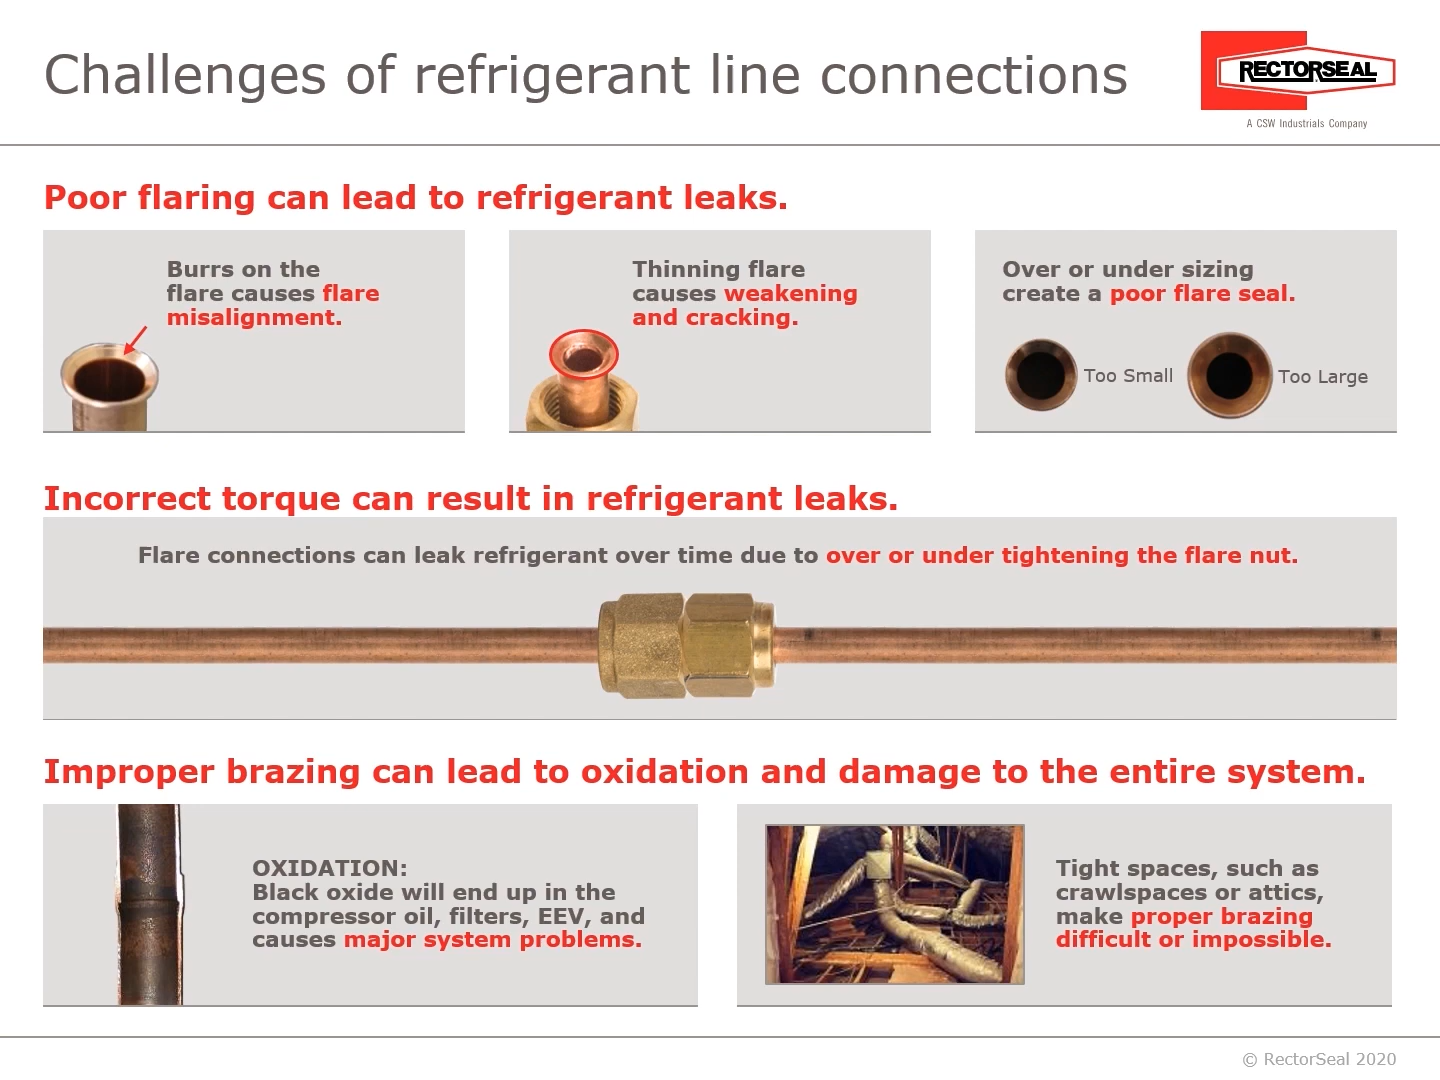 Challenges of refrigerant line connections
RECTORSEAL
A CSW Industrials Company
Poor flaring can lead to refrigerant leaks.
Burrs on the
flare causes flare
misalignment.
Thinning flare
causes weakening
and cracking.
Over or under sizing
create a poor flare seal.
Too Small
Too Large
Incorrect torque can result in refrigerant leaks.
Flare connections can leak refrigerant over time due to over or under tightening the flare nut.
Improper brazing can lead to oxidation and damage to the entire system.
OXIDATION:
Black oxide will end up in the
compressor oil, filters, EEV, and
causes major system problems.
Tight spaces, such as
crawlspaces or attics,
make proper brazing
difficult or impossible.
© RectorSeal 2020